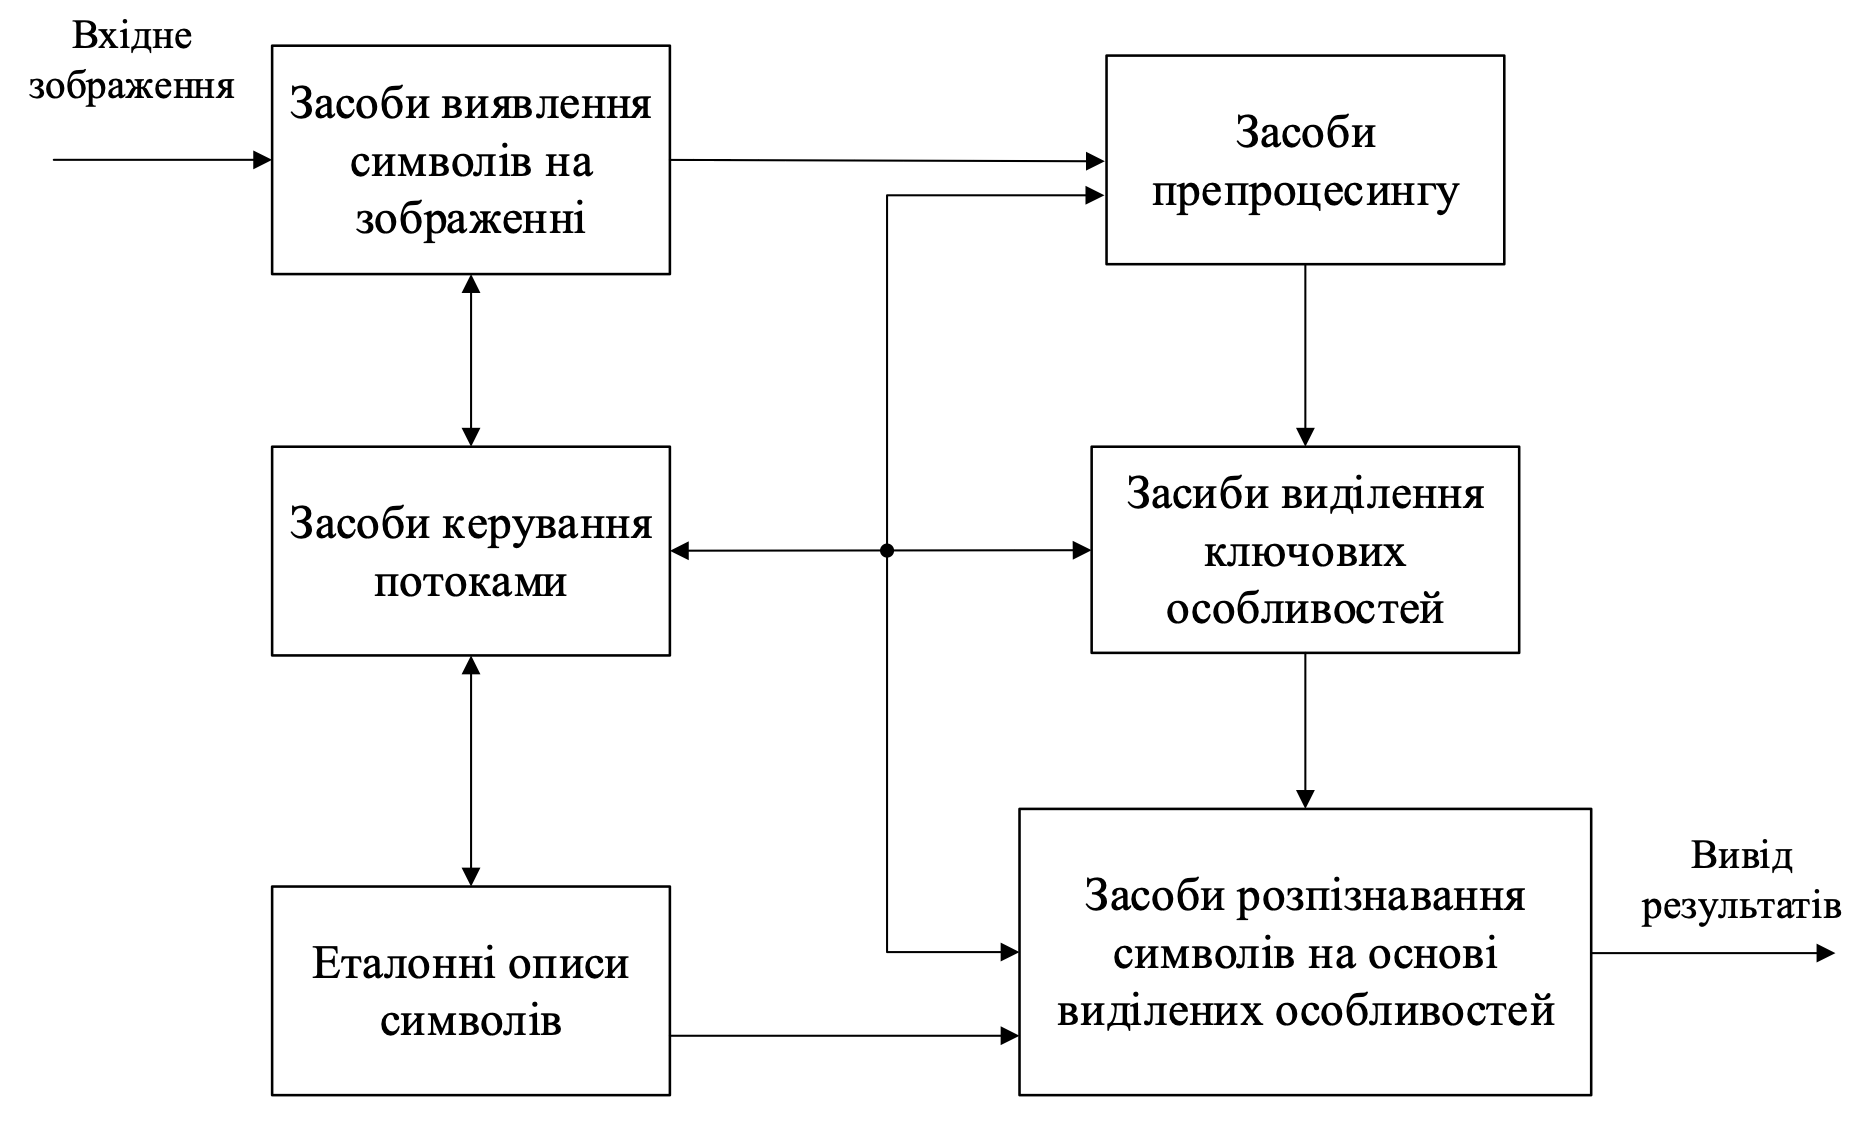 Вхідне
зображення
Засоби виявлення
символів на
зображенні
Засоби
препроцесингу
Засоби керування
потоками
Засиби виділення
ключових
особливостей
Еталонні описи
символів
Засоби розпізнавання
символів на основі
виділених особливостей
Вивід
результатів